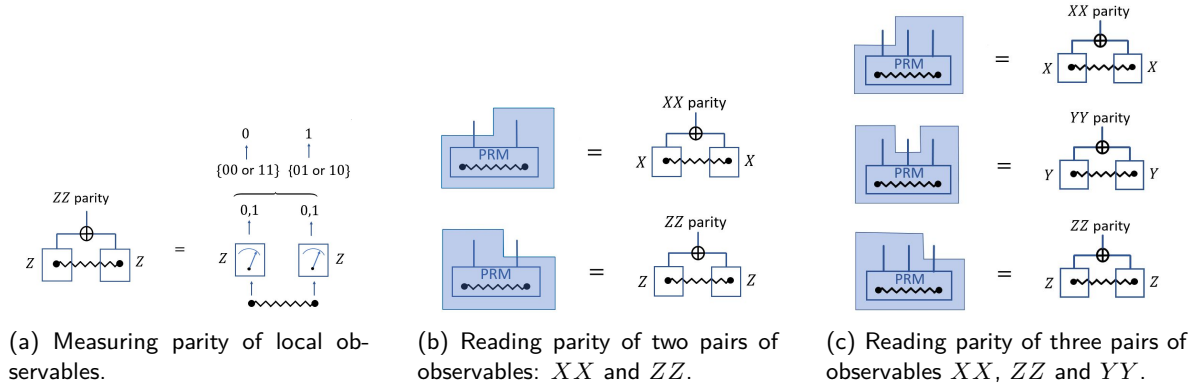 0 1
{00 or 11} {01 or 10}
ZZ parity
0,1 0,1
Z Z = Z Z
(a) Measuring parity of local ob-
servables.
XX parity
PRM = X X
ZZ parity
PRM = Z Z
(b) Reading parity of two pairs of
observables: XX and ZZ.
XX parity
PRM = X X
YY parity
PRM = Y Y
ZZ parity
PRM = Z Z
(c) Reading parity of three pairs of
observables XX, ZZ and YY.